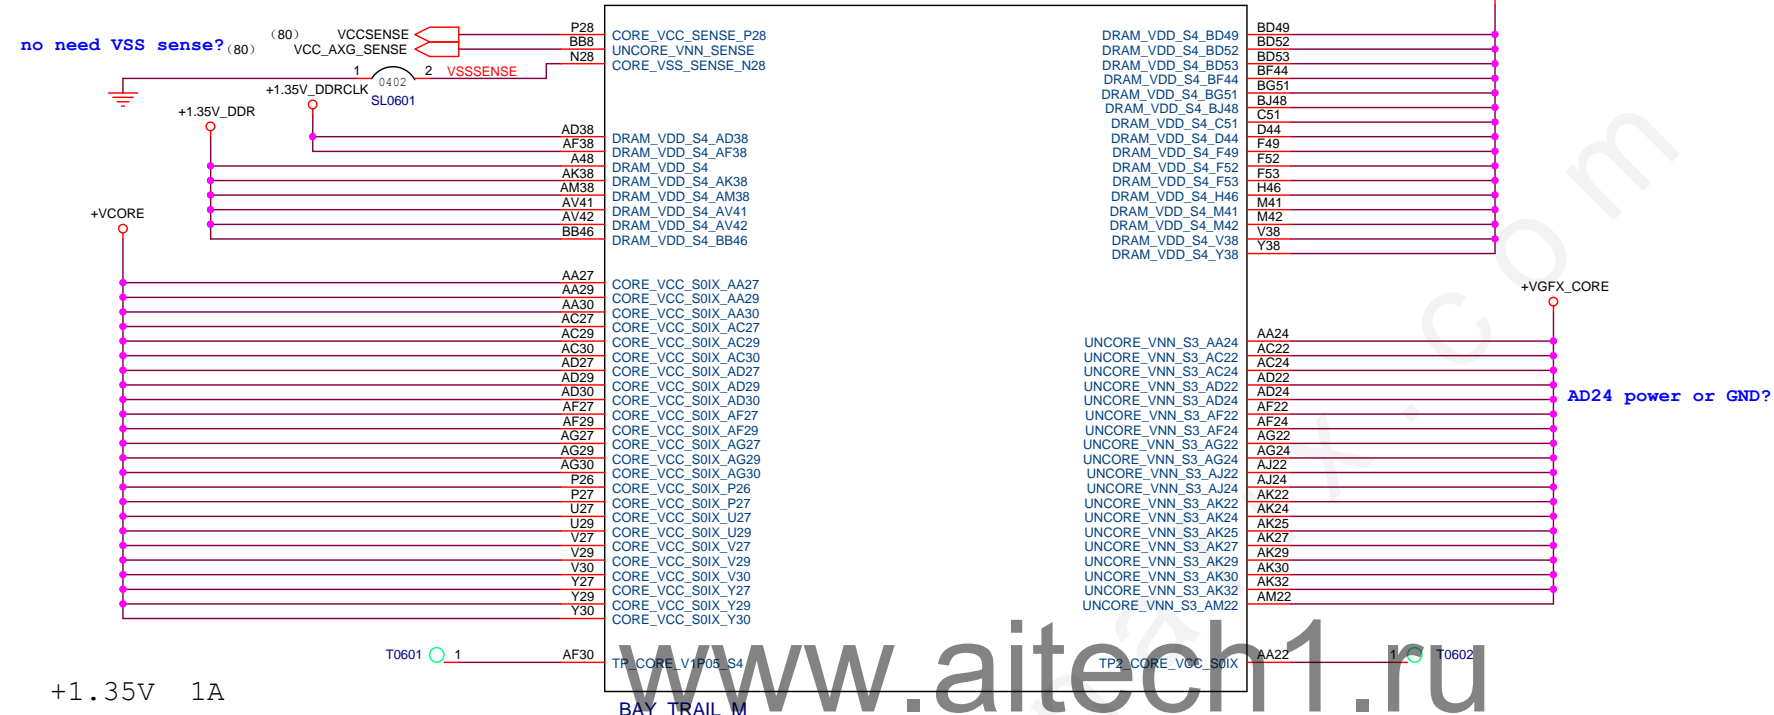 no need VSS sense?
(80) VCCSENSE
(80) VCC_AXG_SENSE
1 2 VSSSENSE
0402
SL0601
+1.35V_DDRCLK
+1.35V_DDR
+VCORE
P28 CORE_VCC_SENSE_P28
BB8 UNCORE_VNN_SENSE
N28 CORE_VSS_SENSE_N28
AD38 DRAM_VDD_S4_AD38
AF38 DRAM_VDD_S4_AF38
A48 DRAM_VDD_S4
AK38 DRAM_VDD_S4_AK38
AM38 DRAM_VDD_S4_AM38
AV41 DRAM_VDD_S4_AV41
AV42 DRAM_VDD_S4_AV42
BB46 DRAM_VDD_S4_BB46
AA27 CORE_VCC_S0IX_AA27
AA29 CORE_VCC_S0IX_AA29
AA30 CORE_VCC_S0IX_AA30
AC27 CORE_VCC_S0IX_AC27
AC29 CORE_VCC_S0IX_AC29
AC30 CORE_VCC_S0IX_AC30
AD27 CORE_VCC_S0IX_AD27
AD29 CORE_VCC_S0IX_AD29
AD30 CORE_VCC_S0IX_AD30
AF27 CORE_VCC_S0IX_AF27
AF29 CORE_VCC_S0IX_AF29
AG27 CORE_VCC_S0IX_AG27
AG29 CORE_VCC_S0IX_AG29
AG30 CORE_VCC_S0IX_AG30
P26 CORE_VCC_S0IX_P26
P27 CORE_VCC_S0IX_P27
U27 CORE_VCC_S0IX_U27
U29 CORE_VCC_S0IX_U29
V27 CORE_VCC_S0IX_V27
V29 CORE_VCC_S0IX_V29
V30 CORE_VCC_S0IX_V30
Y27 CORE_VCC_S0IX_Y27
Y29 CORE_VCC_S0IX_Y29
Y30 CORE_VCC_S0IX_Y30
T0601 1 AF30 TP_CORE_V1P05_S4
DRAM_VDD_S4_BD49 BD49
DRAM_VDD_S4_BD52 BD52
DRAM_VDD_S4_BD53 BD53
DRAM_VDD_S4_BF44 BF44
DRAM_VDD_S4_BG51 BG51
DRAM_VDD_S4_BJ48 BJ48
DRAM_VDD_S4_C51 C51
DRAM_VDD_S4_D44 D44
DRAM_VDD_S4_F49 F49
DRAM_VDD_S4_F52 F52
DRAM_VDD_S4_F53 F53
DRAM_VDD_S4_H46 H46
DRAM_VDD_S4_M41 M41
DRAM_VDD_S4_M42 M42
DRAM_VDD_S4_V38 V38
DRAM_VDD_S4_Y38 Y38
+VGFX_CORE
UNCORE_VNN_S3_AA24 AA24
UNCORE_VNN_S3_AC22 AC22
UNCORE_VNN_S3_AC24 AC24
UNCORE_VNN_S3_AD22 AD22
UNCORE_VNN_S3_AD24 AD24
AD24 power or GND?
UNCORE_VNN_S3_AF22 AF22
UNCORE_VNN_S3_AF24 AF24
UNCORE_VNN_S3_AG22 AG22
UNCORE_VNN_S3_AG24 AG24
UNCORE_VNN_S3_AJ22 AJ22
UNCORE_VNN_S3_AJ24 AJ24
UNCORE_VNN_S3_AK22 AK22
UNCORE_VNN_S3_AK24 AK24
UNCORE_VNN_S3_AK25 AK25
UNCORE_VNN_S3_AK27 AK27
UNCORE_VNN_S3_AK29 AK29
UNCORE_VNN_S3_AK30 AK30
UNCORE_VNN_S3_AK32 AK32
UNCORE_VNN_S3_AM22 AM22
TP2_CORE_VCC_S0IX AA22 1 T0602
+1.35V 1A
BAY TRAIL M
www.aitech1.ru